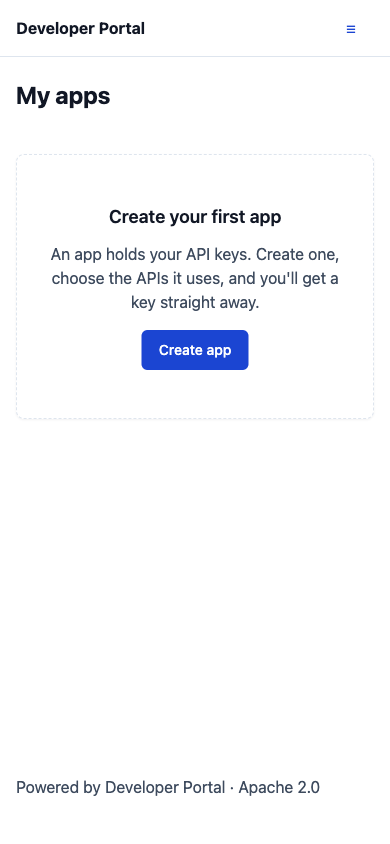 Developer Portal
≡
My apps
Create your first app
An app holds your API keys. Create one,
choose the APIs it uses, and you'll get a
key straight away.
Create app
Powered by Developer Portal · Apache 2.0